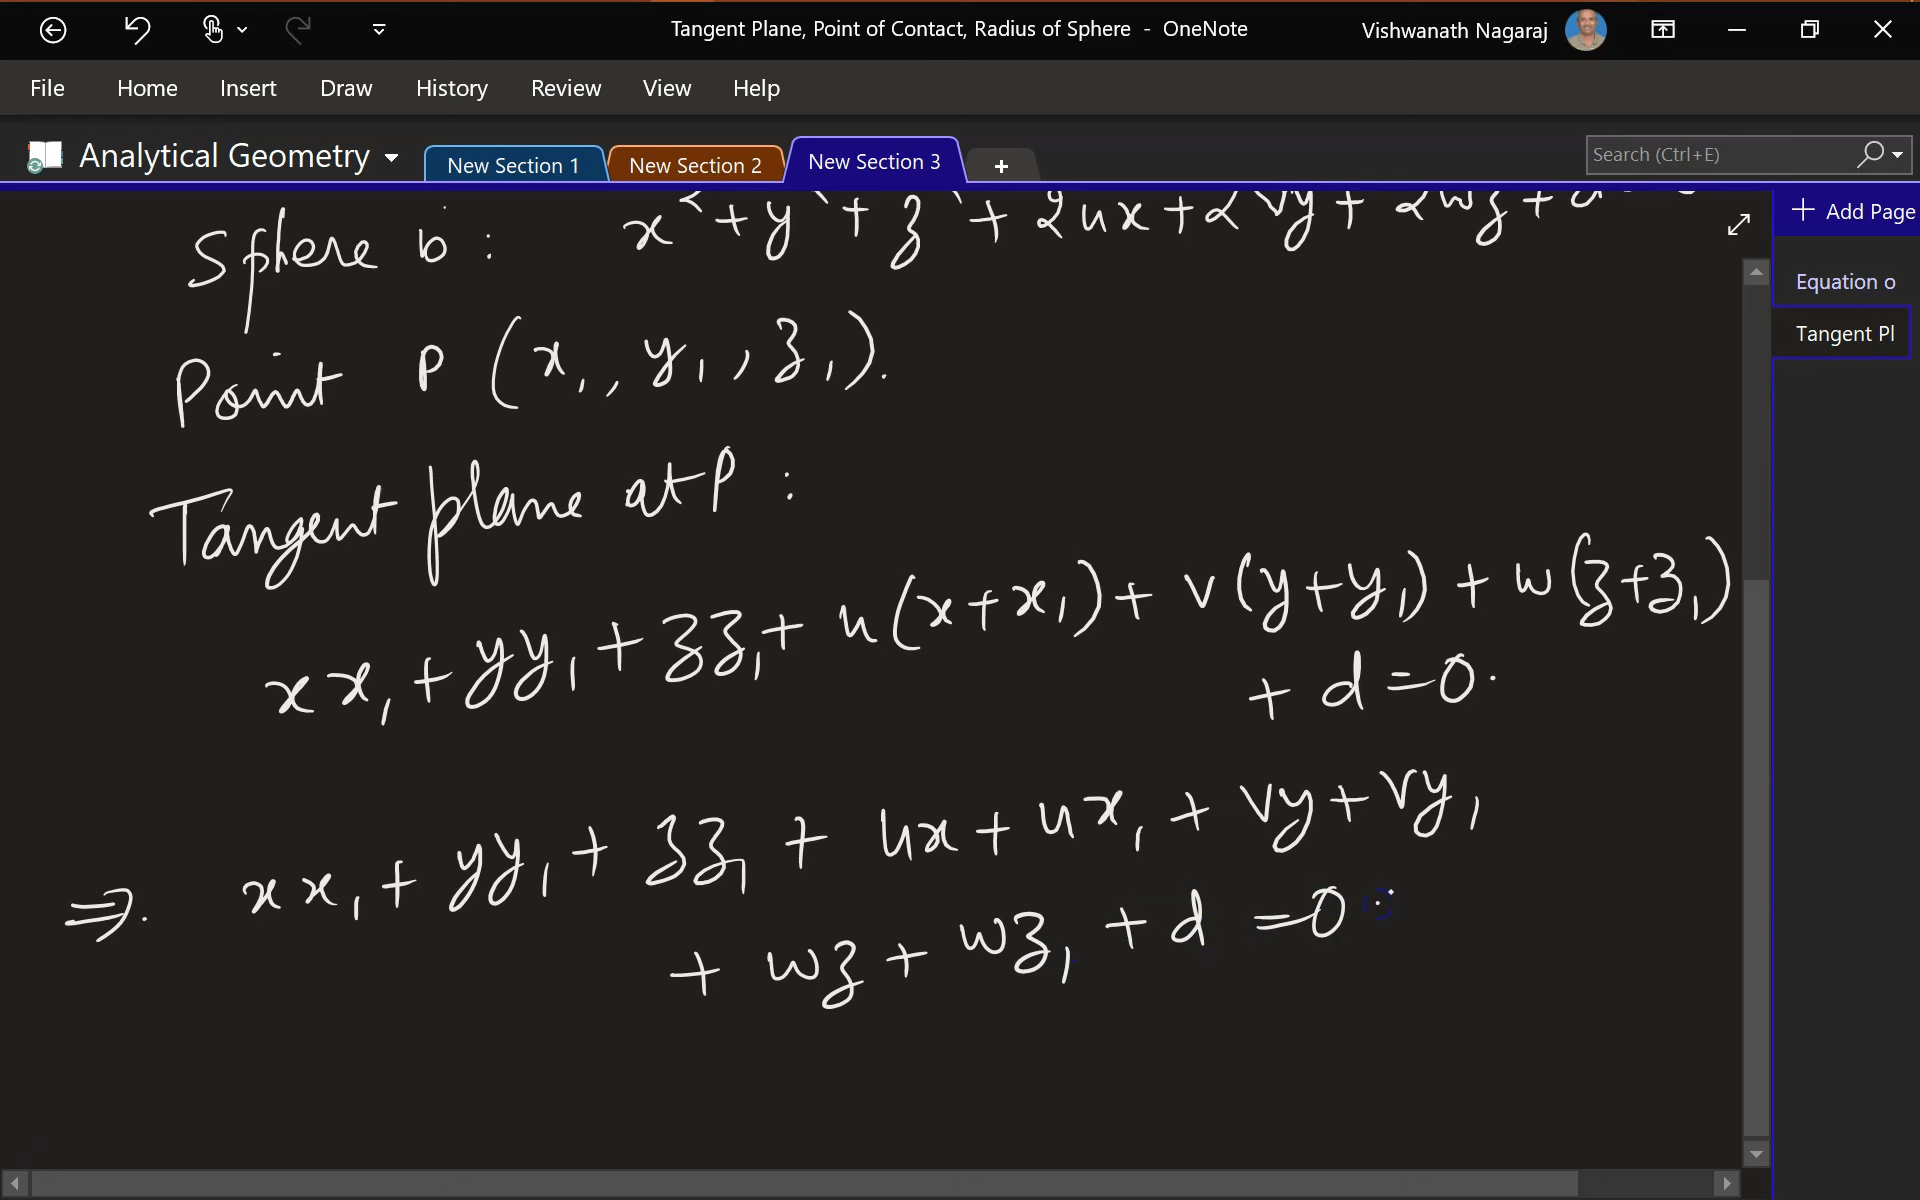 Tangent Plane, Point of Contact, Radius of Sphere - OneNote
Vishwanath Nagaraj
File Home Insert Draw History Review View Help
Analytical Geometry
New Section 1
New Section 2
New Section 3
+
Search (Ctrl+E)
+ Add Page
Equation o
Tangent Pl
Sphere b : x² + y² + z² + 2ux + 2vy + 2wz + d
Point P (x₁, y₁, z₁).
Tangent plane at P :
xx₁ + yy₁ + zz₁ + u(x+x₁) + v(y+y₁) + w(z+z₁)
+ d = 0.
⇒. xx₁ + yy₁ + zz₁ + ux + ux₁ + vy + vy₁
+ wz + wz₁ + d = 0